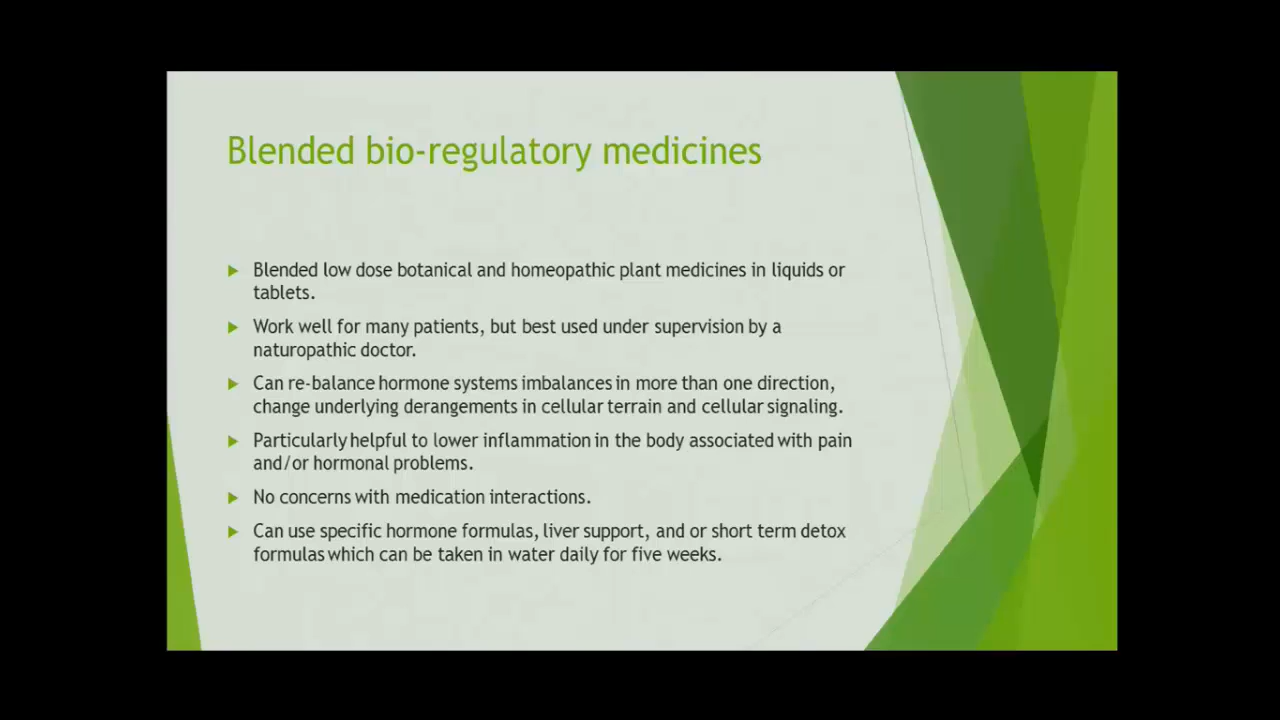 Blended bio-regulatory medicines
Blended low dose botanical and homeopathic plant medicines in liquids or
tablets.
Work well for many patients, but best used under supervision by a
naturopathic doctor.
Can re-balance hormone systems imbalances in more than one direction,
change underlying derangements in cellular terrain and cellular signaling.
Particularly helpful to lower inflammation in the body associated with pain
and/or hormonal problems.
No concerns with medication interactions.
Can use specific hormone formulas, liver support, and or short term detox
formulas which can be taken in water daily for five weeks.